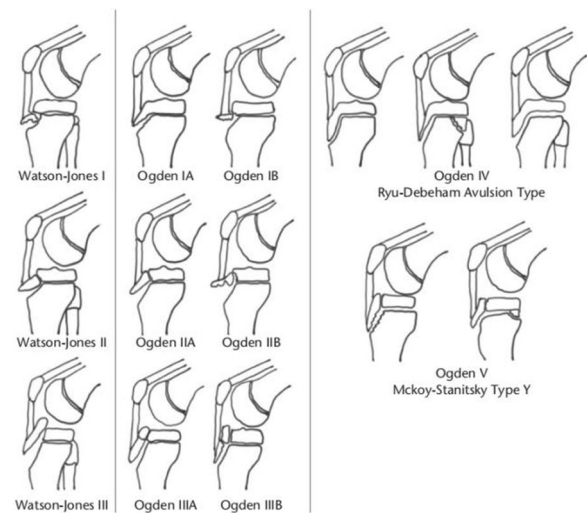 Watson-Jones I
Ogden IA
Ogden IB
Ogden IV
Ryu-Debeham Avulsion Type
Watson-Jones II
Ogden IIA
Ogden IIB
Ogden V
Mckoy-Stanitsky Type Y
Watson-Jones III
Ogden IIIA
Ogden IIIB